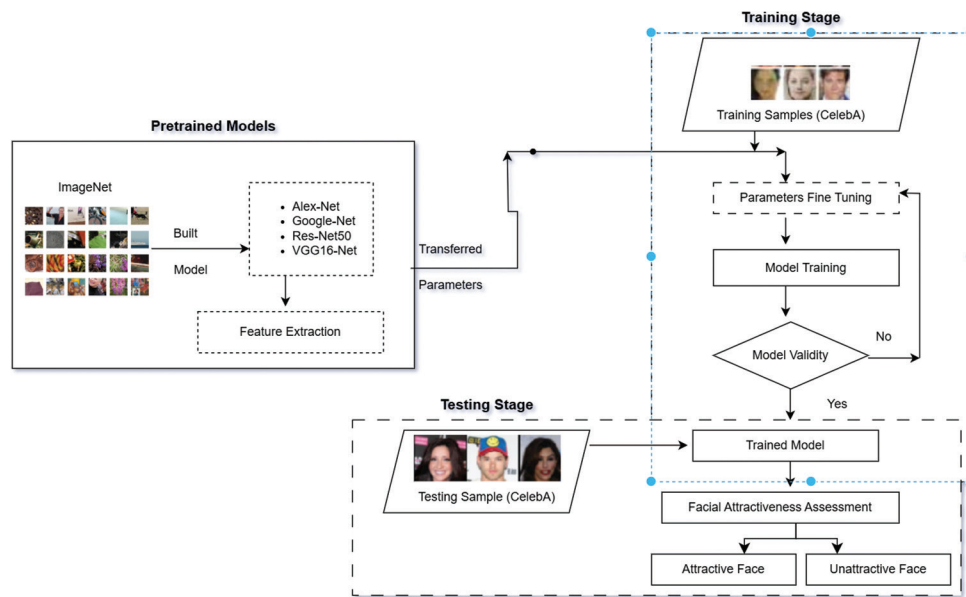 Training Stage
Training Samples (CelebA)
Pretrained Models
ImageNet
Built
Model
• Alex-Net
• Google-Net
• Res-Net50
• VGG16-Net
Feature Extraction
Transferred
Parameters
Parameters Fine Tuning
Model Training
Model Validity
No
Yes
Testing Stage
Testing Sample (CelebA)
Trained Model
Facial Attractiveness Assessment
Attractive Face
Unattractive Face